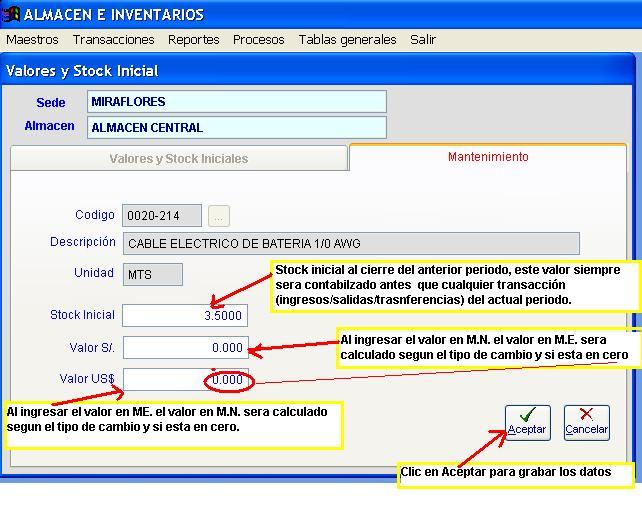 ALMACEN E INVENTARIOS
Maestros Transacciones Reportes Procesos Tablas generales Salir
Valores y Stock Inicial
Sede MIRAFLORES
Almacen ALMACEN CENTRAL
Valores y Stock Iniciales Mantenimiento
Codigo 0020-214 ...
Descripción CABLE ELECTRICO DE BATERIA 1/0 AWG
Unidad MTS
Stock inicial al cierre del anterior periodo, este valor siempre
sera contabilzado antes que cualquier transacción
(ingresos/salidas/trasnferencias) del actual periodo.
Stock Inicial 3.5000
Valor S/. 0.000
Al ingresar el valor en M.N. el valor en M.E. sera
calculado segun el tipo de cambio y si esta en cero
Valor US$ 0.000
Al ingresar el valor en ME. el valor en M.N. sera calculado
segun el tipo de cambio y si esta en cero.
Aceptar Cancelar
Clic en Aceptar para grabar los datos